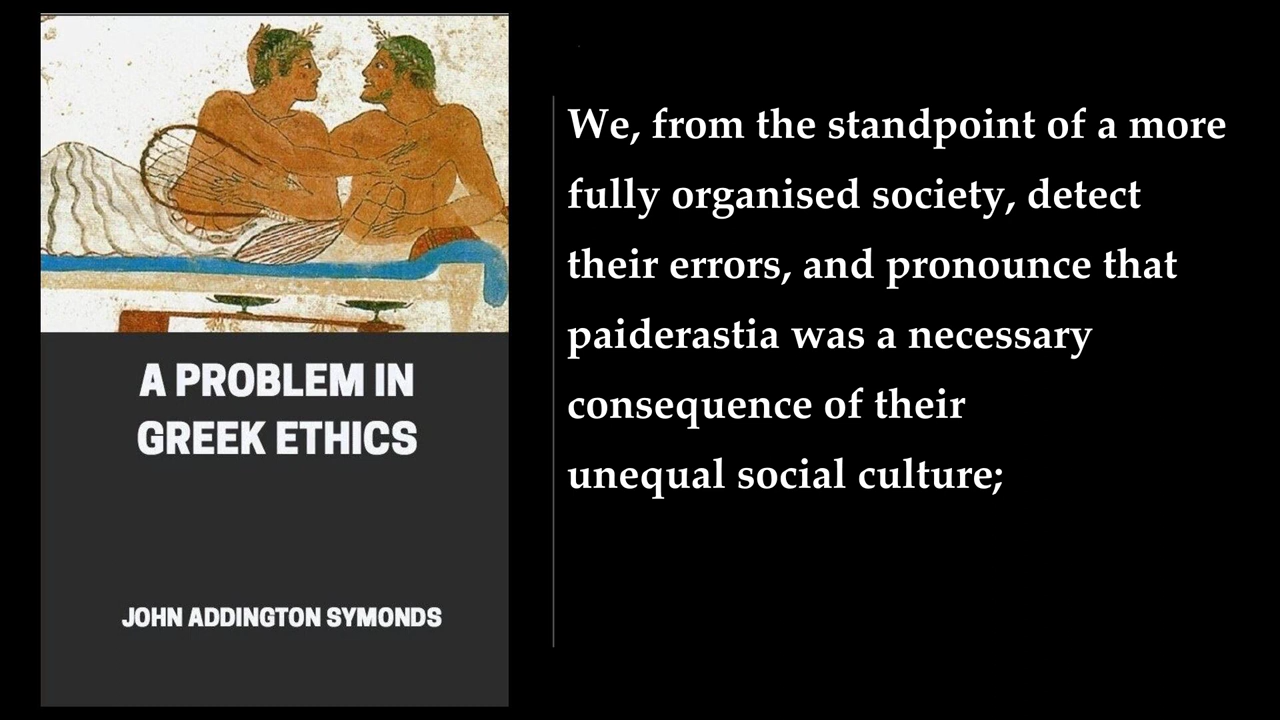 A PROBLEM IN
GREEK ETHICS
JOHN ADDINGTON SYMONDS
We, from the standpoint of a more
fully organised society, detect
their errors, and pronounce that
paiderastia was a necessary
consequence of their
unequal social culture;